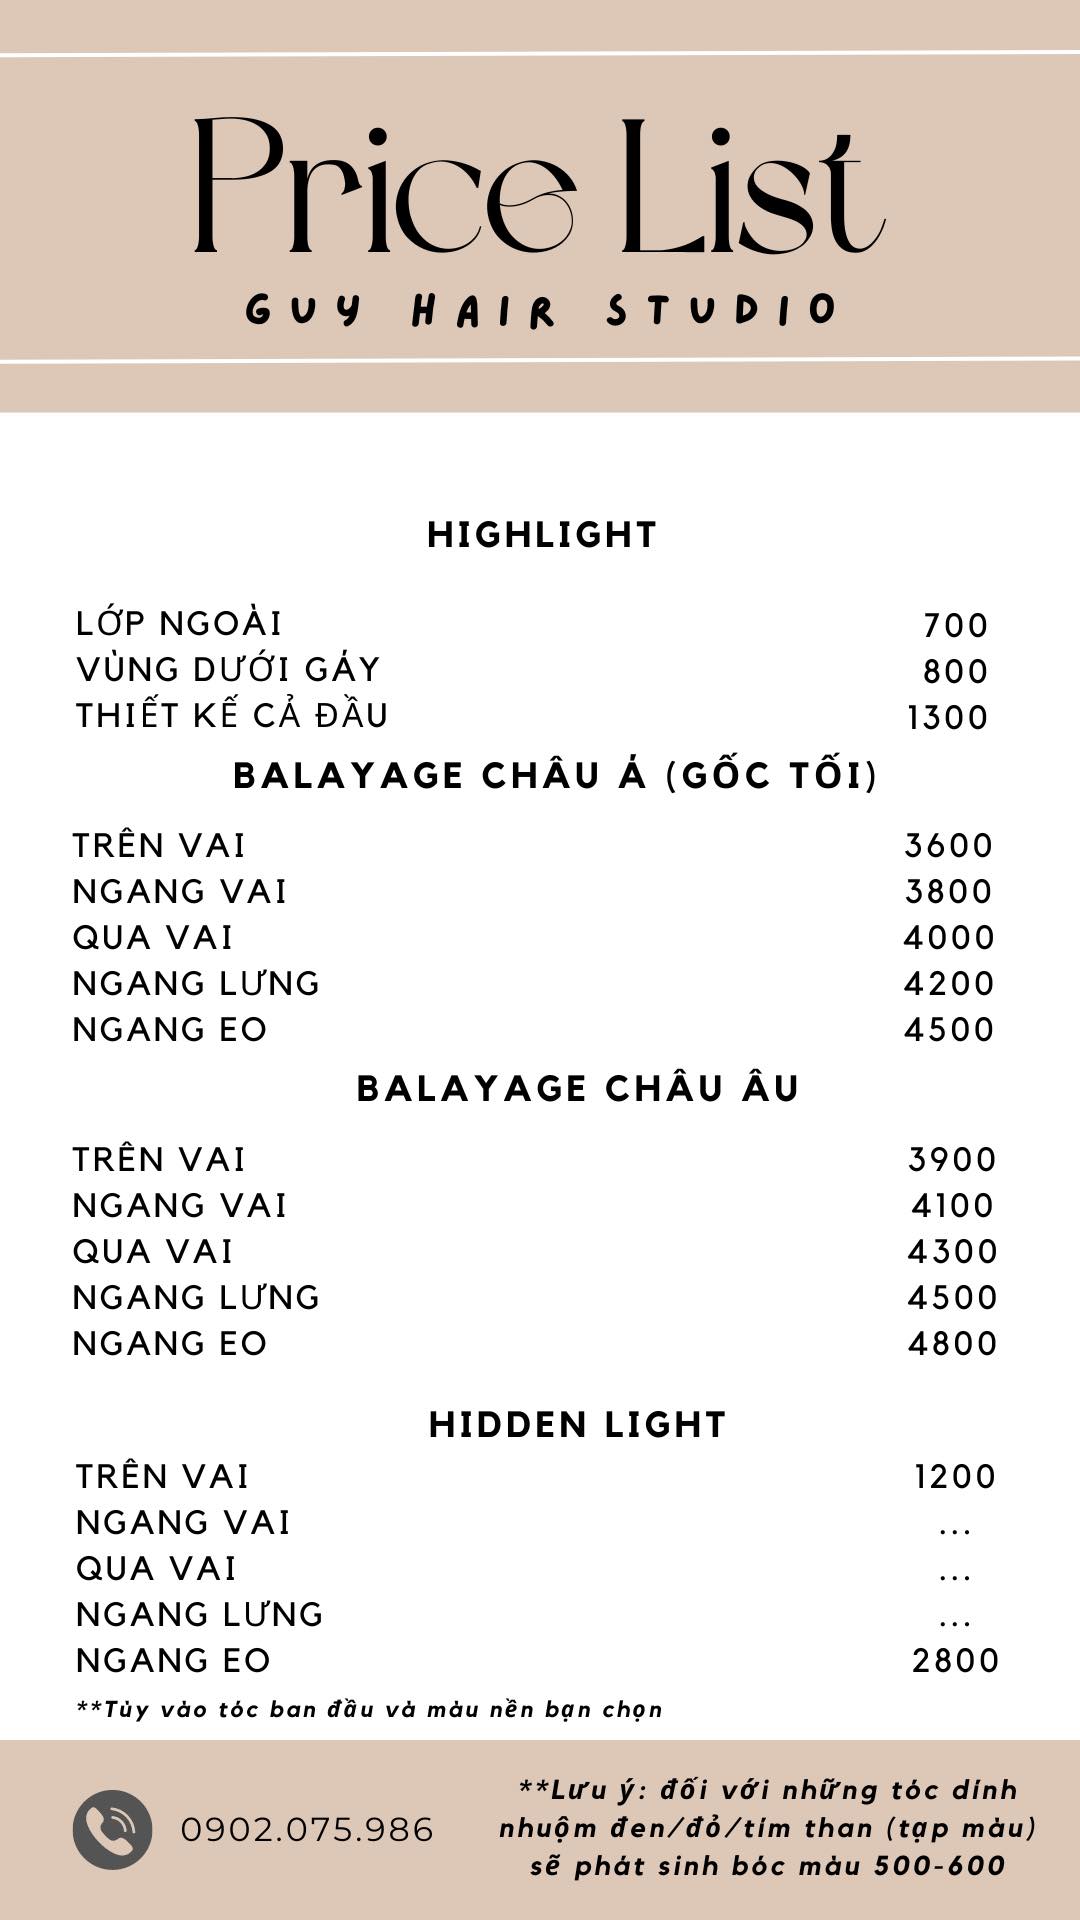 Price List
GUY HAIR STUDIO
HIGHLIGHT
LỚP NGOÀI 700
VÙNG DƯỚI GÁY 800
THIẾT KẾ CẢ ĐẦU 1300
BALAYAGE CHÂU Á (GỐC TỐI)
TRÊN VAI 3600
NGANG VAI 3800
QUA VAI 4000
NGANG LƯNG 4200
NGANG EO 4500
BALAYAGE CHÂU ÂU
TRÊN VAI 3900
NGANG VAI 4100
QUA VAI 4300
NGANG LƯNG 4500
NGANG EO 4800
HIDDEN LIGHT
TRÊN VAI 1200
NGANG VAI ...
QUA VAI ...
NGANG LƯNG ...
NGANG EO 2800
**Tùy vào tóc ban đầu và màu nền bạn chọn
0902.075.986
**Lưu ý: đối với những tóc dính
nhuộm đen/đỏ/tím than (tạp màu)
sẽ phát sinh bóc màu 500-600